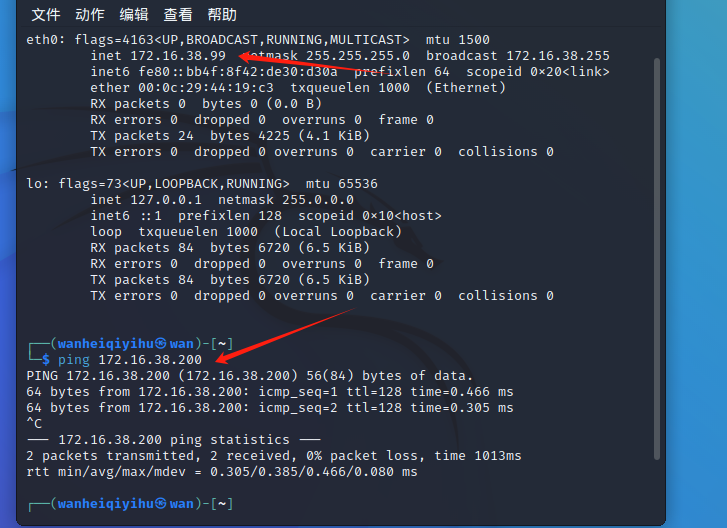 文件 动作 编辑 查看 帮助
eth0: flags=4163<UP,BROADCAST,RUNNING,MULTICAST>  mtu 1500
inet 172.16.38.99  netmask 255.255.255.0  broadcast 172.16.38.255
inet6 fe80::bb4f:8f42:de30:d30a  prefixlen 64  scopeid 0×20<link>
ether 00:0c:29:44:19:c3  txqueuelen 1000  (Ethernet)
RX packets 0  bytes 0 (0.0 B)
RX errors 0  dropped 0  overruns 0  frame 0
TX packets 24  bytes 4225 (4.1 KiB)
TX errors 0  dropped 0 overruns 0  carrier 0  collisions 0
lo: flags=73<UP,LOOPBACK,RUNNING>  mtu 65536
inet 127.0.0.1  netmask 255.0.0.0
inet6 ::1  prefixlen 128  scopeid 0×10<host>
loop  txqueuelen 1000  (Local Loopback)
RX packets 84  bytes 6720 (6.5 KiB)
RX errors 0  dropped 0  overruns 0  frame 0
TX packets 84  bytes 6720 (6.5 KiB)
TX errors 0  dropped 0 overruns 0  carrier 0  collisions 0
┌──(wanheiqiyihu㉿wan)-[~]
└─$ ping 172.16.38.200
PING 172.16.38.200 (172.16.38.200) 56(84) bytes of data.
64 bytes from 172.16.38.200: icmp_seq=1 ttl=128 time=0.466 ms
64 bytes from 172.16.38.200: icmp_seq=2 ttl=128 time=0.305 ms
^C
--- 172.16.38.200 ping statistics ---
2 packets transmitted, 2 received, 0% packet loss, time 1013ms
rtt min/avg/max/mdev = 0.305/0.385/0.466/0.080 ms
┌──(wanheiqiyihu㉿wan)-[~]